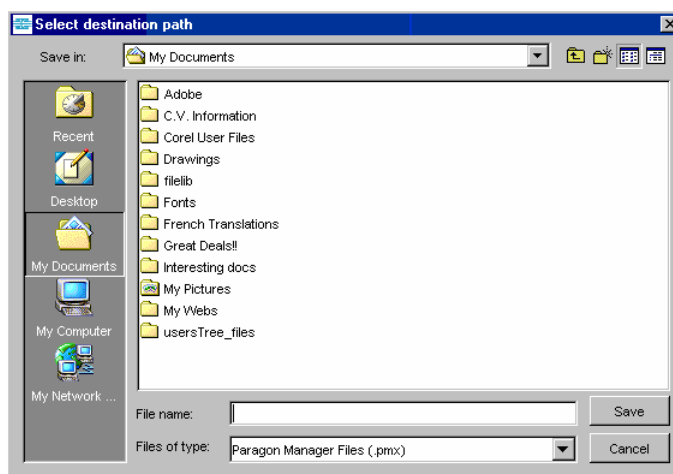 Select destination path
Save in:
My Documents
Recent
Desktop
My Documents
My Computer
My Network ...
Adobe
C.V. Information
Corel User Files
Drawings
filelib
Fonts
French Translations
Great Deals!!
Interesting docs
My Pictures
My Webs
usersTree_files
File name:
Save
Files of type:
Paragon Manager Files (.pmx)
Cancel